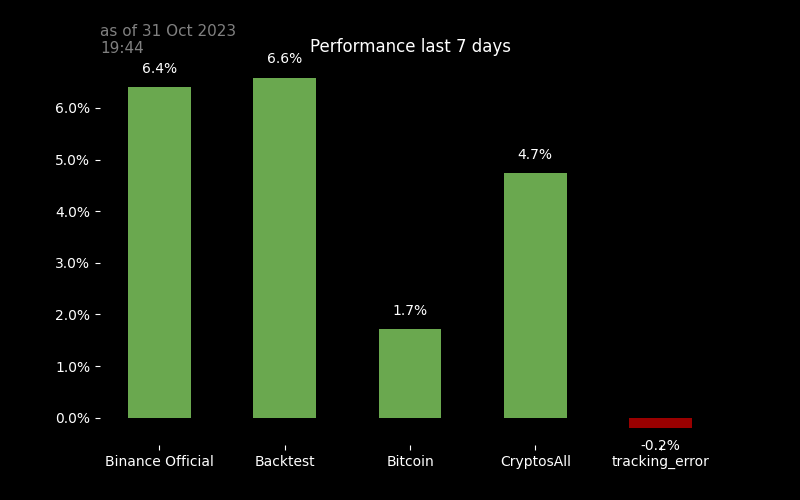 as of 31 Oct 2023
19:44
Performance last 7 days
6.4%
6.6%
1.7%
4.7%
-0.2%
6.0%
5.0%
4.0%
3.0%
2.0%
1.0%
0.0%
Binance Official
Backtest
Bitcoin
CryptosAll
tracking_error